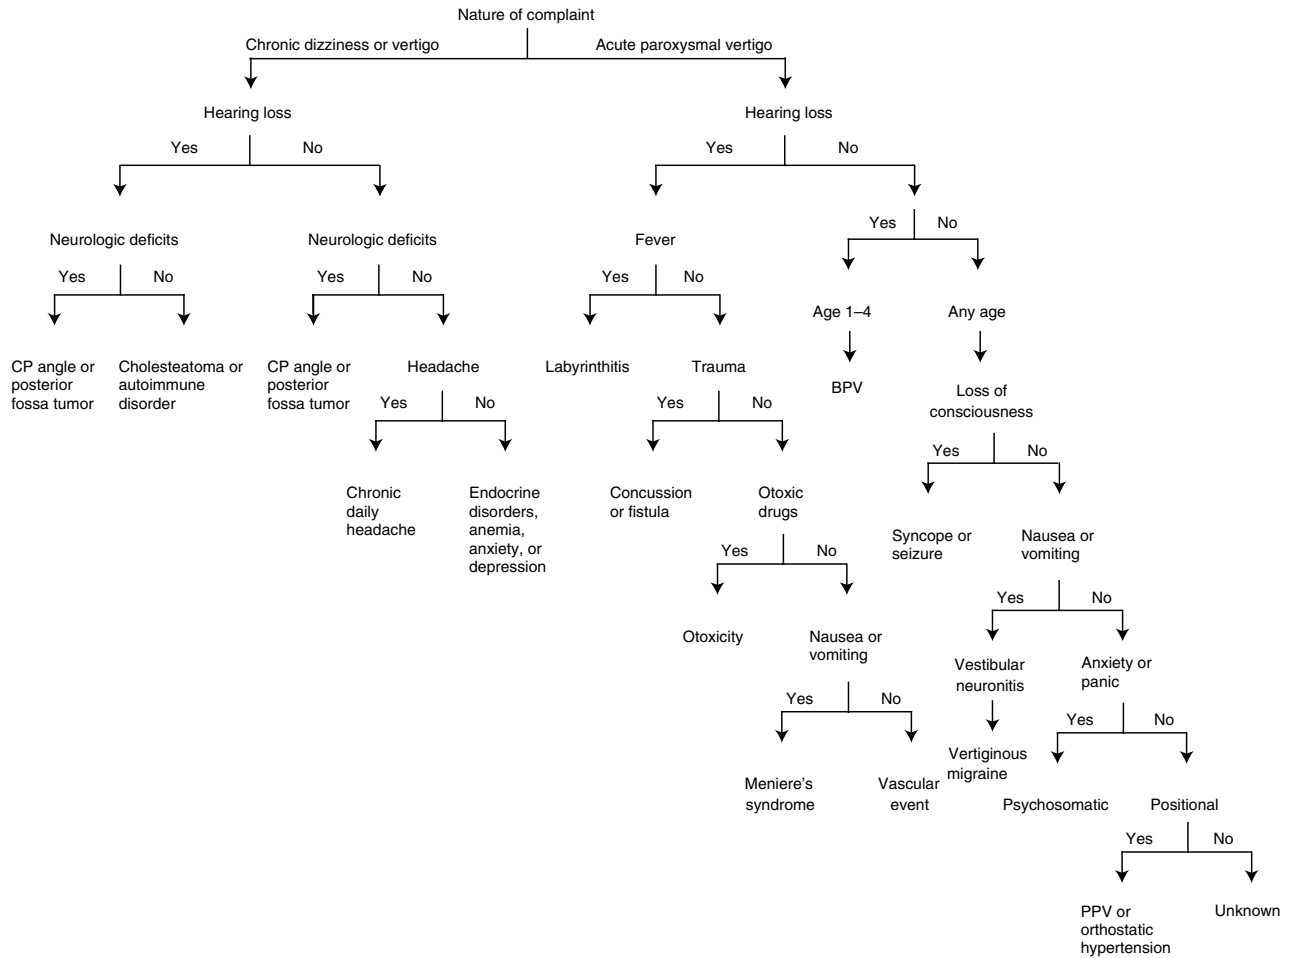 Nature of complaint
Chronic dizziness or vertigo
Acute paroxysmal vertigo
Hearing loss
Hearing loss
Yes
No
Yes
No
Neurologic deficits
Neurologic deficits
Fever
Yes
No
Yes
No
Yes
No
Yes
No
Age 1–4
Any age
CP angle or
posterior
fossa tumor
Cholesteatoma or
autoimmune
disorder
CP angle or
posterior
fossa tumor
Headache
Labyrinthitis
Trauma
BPV
Loss of
consciousness
Yes
No
Yes
No
Yes
No
Chronic
daily
headache
Endocrine
disorders,
anemia,
anxiety, or
depression
Concussion
or fistula
Otoxic
drugs
Syncope or
seizure
Nausea or
vomiting
Yes
No
Yes
No
Otoxicity
Nausea or
vomiting
Vestibular
neuronitis
Anxiety or
panic
Yes
No
Yes
No
Vertiginous
migraine
Meniere’s
syndrome
Vascular
event
Psychosomatic
Positional
Yes
No
PPV or
orthostatic
hypertension
Unknown